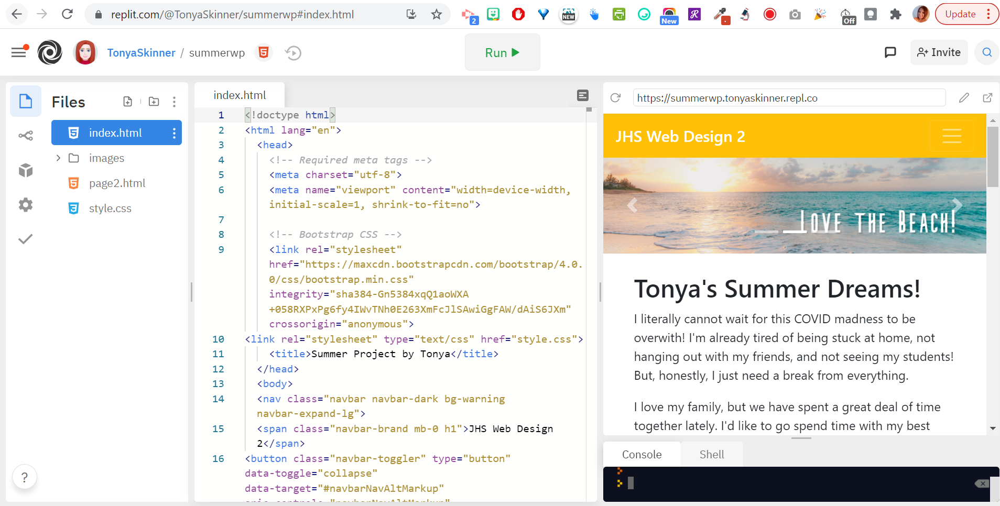 replit.com/@TonyaSkinner/summerwp#index.html
2
NEW
New
Off
Update
TonyaSkinner / summerwp
Run
Invite
Files
index.html
images
page2.html
style.css
?
index.html
1 <!doctype html>
2 <html lang="en">
3 <head>
4 <!-- Required meta tags -->
5 <meta charset="utf-8">
6 <meta name="viewport" content="width=device-width,
initial-scale=1, shrink-to-fit=no">
7
8 <!-- Bootstrap CSS -->
9 <link rel="stylesheet"
href="https://maxcdn.bootstrapcdn.com/bootstrap/4.0.
0/css/bootstrap.min.css"
integrity="sha384-Gn5384xqQ1aoWXA
+058RXPxPg6fy4IWvTNh0E263XmFcJlSAwiGgFAW/dAiS6JXm"
crossorigin="anonymous">
10 <link rel="stylesheet" type="text/css" href="style.css">
11 <title>Summer Project by Tonya</title>
12 </head>
13 <body>
14 <nav class="navbar navbar-dark bg-warning
navbar-expand-lg">
15 <span class="navbar-brand mb-0 h1">JHS Web Design
2</span>
16 <button class="navbar-toggler" type="button"
data-toggle="collapse"
data-target="#navbarNavAltMarkup"
https://summerwp.tonyaskinner.repl.co
JHS Web Design 2
LOVE THE BEACH!
Tonya's Summer Dreams!
I literally cannot wait for this COVID madness to be
overwith! I'm already tired of being stuck at home, not
hanging out with my friends, and not seeing my students!
But, honestly, I just need a break from everything.
I love my family, but we have spent a great deal of time
together lately. I'd like to go spend time with my best
Console
Shell